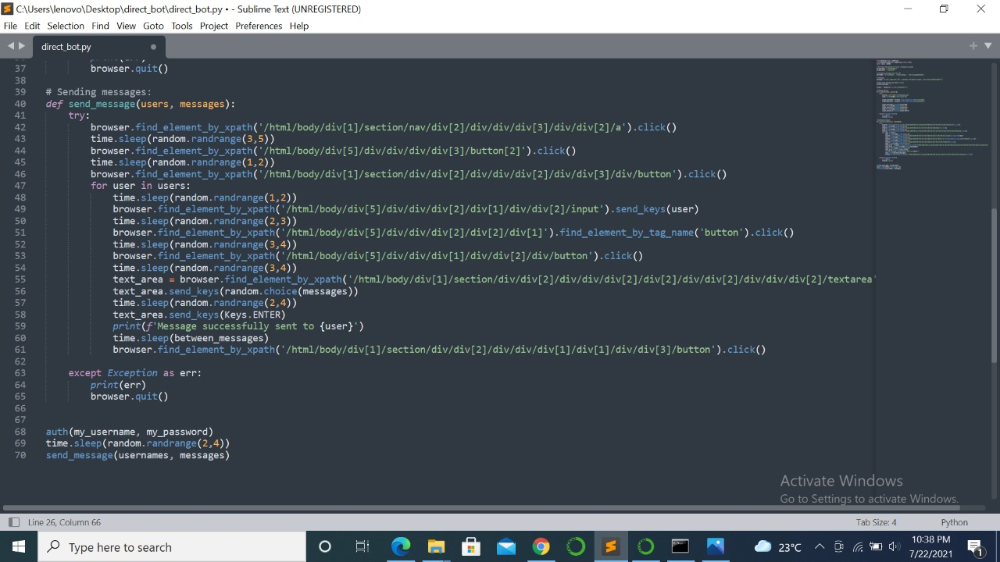 C:\Users\lenovo\Desktop\direct_bot\direct_bot.py • - Sublime Text (UNREGISTERED)
File Edit Selection Find View Goto Tools Project Preferences Help
direct_bot.py
37 browser.quit()
38
39 # Sending messages:
40 def send_message(users, messages):
41 try:
42 browser.find_element_by_xpath('/html/body/div[1]/section/nav/div[2]/div/div/div[3]/div/div[2]/a').click()
43 time.sleep(random.randrange(3,5))
44 browser.find_element_by_xpath('/html/body/div[5]/div/div/div/div[3]/button[2]').click()
45 time.sleep(random.randrange(1,2))
46 browser.find_element_by_xpath('/html/body/div[1]/section/div/div[2]/div/div/div[2]/div/div[3]/div/button').click()
47 for user in users:
48 time.sleep(random.randrange(1,2))
49 browser.find_element_by_xpath('/html/body/div[5]/div/div/div[2]/div[1]/div/div[2]/input').send_keys(user)
50 time.sleep(random.randrange(2,3))
51 browser.find_element_by_xpath('/html/body/div[5]/div/div/div[2]/div[2]/div[1]').find_element_by_tag_name('button').click()
52 time.sleep(random.randrange(3,4))
53 browser.find_element_by_xpath('/html/body/div[5]/div/div/div[1]/div/div[2]/div/button').click()
54 time.sleep(random.randrange(3,4))
55 text_area = browser.find_element_by_xpath('/html/body/div[1]/section/div/div[2]/div/div/div[2]/div[2]/div/div[2]/div/div/div[2]/textarea'
56 text_area.send_keys(random.choice(messages))
57 time.sleep(random.randrange(2,4))
58 text_area.send_keys(Keys.ENTER)
59 print(f'Message successfully sent to {user}')
60 time.sleep(between_messages)
61 browser.find_element_by_xpath('/html/body/div[1]/section/div/div[2]/div/div/div[1]/div[1]/div/div[3]/button').click()
62
63 except Exception as err:
64 print(err)
65 browser.quit()
66
67
68 auth(my_username, my_password)
69 time.sleep(random.randrange(2,4))
70 send_message(usernames, messages)
Activate Windows
Go to Settings to activate Windows.
Line 26, Column 66 Tab Size: 4 Python
Type here to search 23°C 10:38 PM
7/22/2021 1